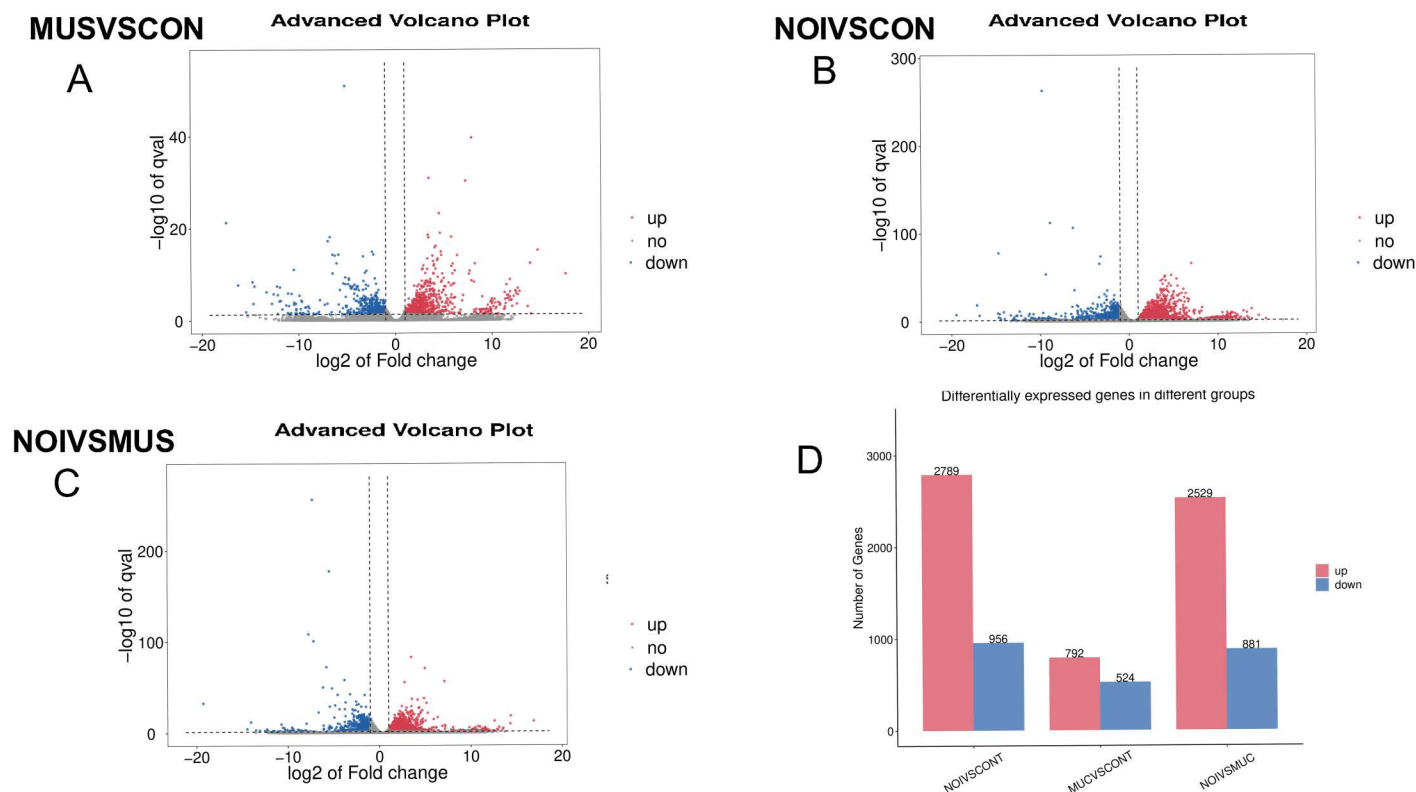 MUSVSCON
Advanced Volcano Plot
A
−log10 of qval
40
20
0
−20
−10
0
10
20
log2 of Fold change
up
no
down
NOIVSCON
Advanced Volcano Plot
B
−log10 of qval
300
200
100
0
−20
−10
0
10
20
log2 of Fold change
up
no
down
NOIVSMUS
Advanced Volcano Plot
C
−log10 of qval
200
100
0
−20
−10
0
10
20
log2 of Fold change
up
no
down
Differentially expressed genes in different groups
D
Number of Genes
3000
2000
1000
0
2789
956
792
524
2529
881
NOIVSCONT
MUCVSCONT
NOIVSMUC
up
down